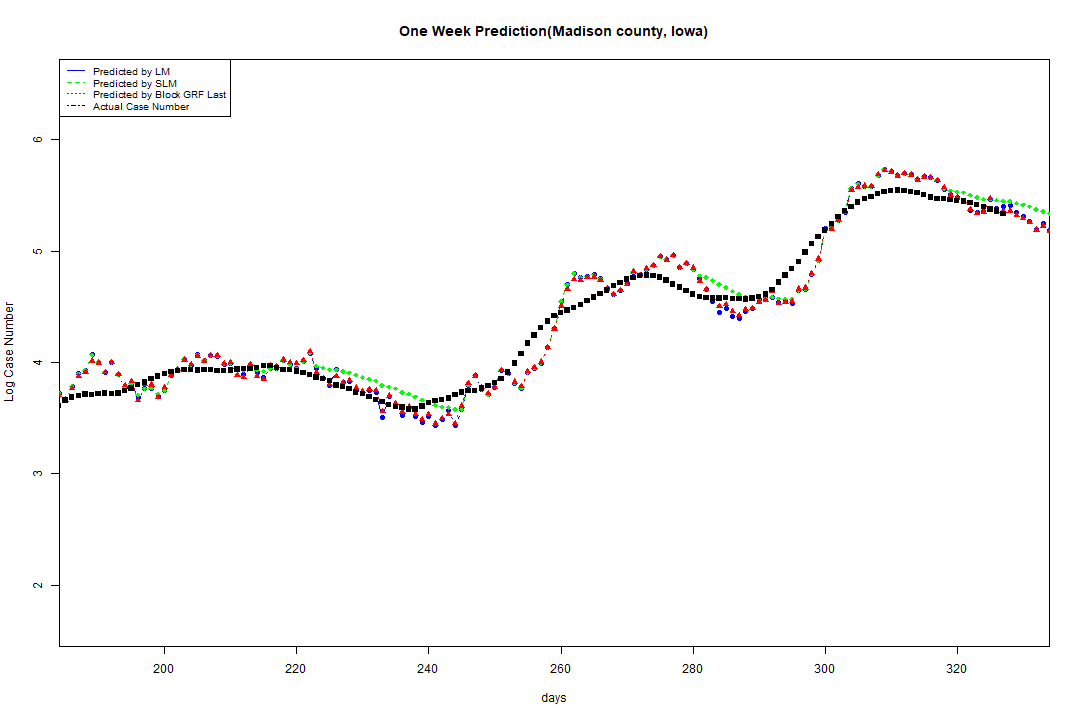 One Week Prediction(Madison county, Iowa)
Predicted by LM
Predicted by SLM
Predicted by Block GRF Last
Actual Case Number
6
5
4
3
2
Log Case Number
200 220 240 260 280 300 320
days